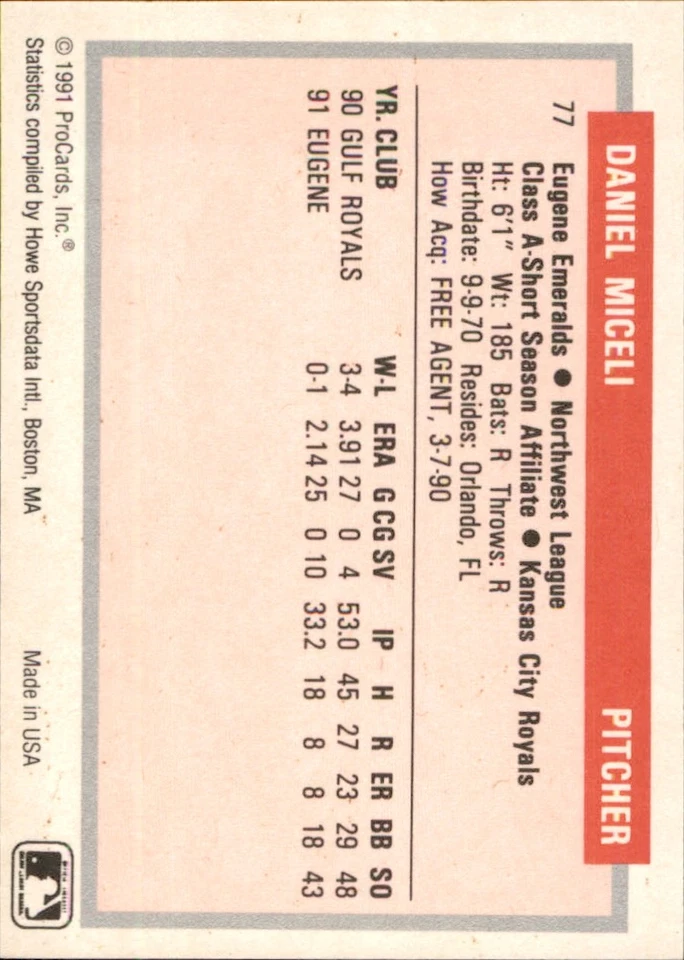 DANIEL MICELI PITCHER
77 Eugene Emeralds ● Northwest League
Class A-Short Season Affiliate ● Kansas City Royals
Ht: 6'1" Wt: 185 Bats: R Throws: R
Birthdate: 9-9-70 Resides: Orlando, FL
How Acq: FREE AGENT, 3-7-90
YR. CLUB W-L ERA G CG SV IP H R ER BB SO
90 GULF ROYALS 3-4 3.91 27 0 4 53.0 45 27 23 29 48
91 EUGENE 0-1 2.14 25 0 10 33.2 18 8 8 18 43
© 1991 ProCards, Inc.®
Statistics compiled by Howe Sportsdata Intl., Boston, MA Made in USA